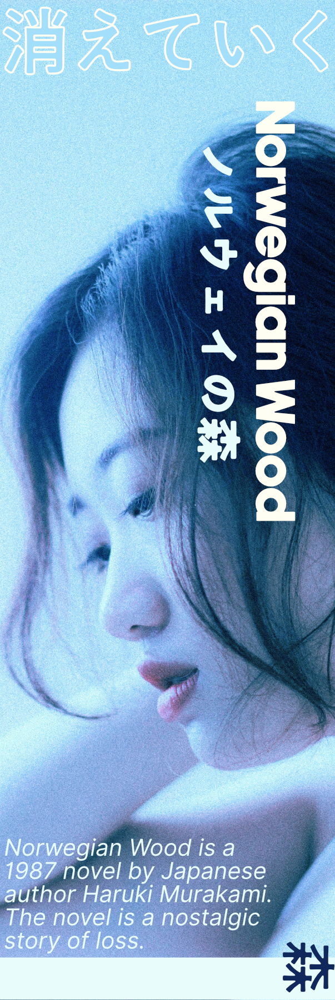 消えていく
Norwegian Wood
ノルウェイの森
Norwegian Wood is a
1987 novel by Japanese
author Haruki Murakami.
The novel is a nostalgic
story of loss.
森